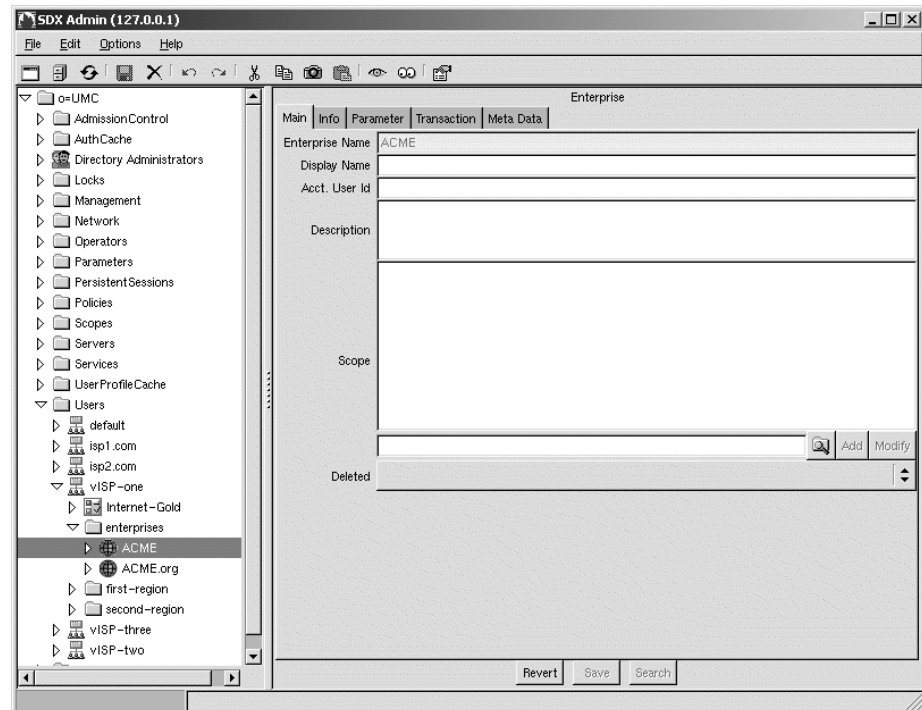 SDX Admin (127.0.0.1)
File Edit Options Help
o=UMC
AdmissionControl
AuthCache
Directory Administrators
Locks
Management
Network
Operators
Parameters
PersistentSessions
Policies
Scopes
Servers
Services
UserProfileCache
Users
default
isp1.com
isp2.com
vISP-one
Internet-Gold
enterprises
ACME
ACME.org
first-region
second-region
vISP-three
vISP-two
Enterprise
Main Info Parameter Transaction Meta Data
Enterprise Name ACME
Display Name
Acct. User Id
Description
Scope
Add Modify
Deleted
Revert Save Search